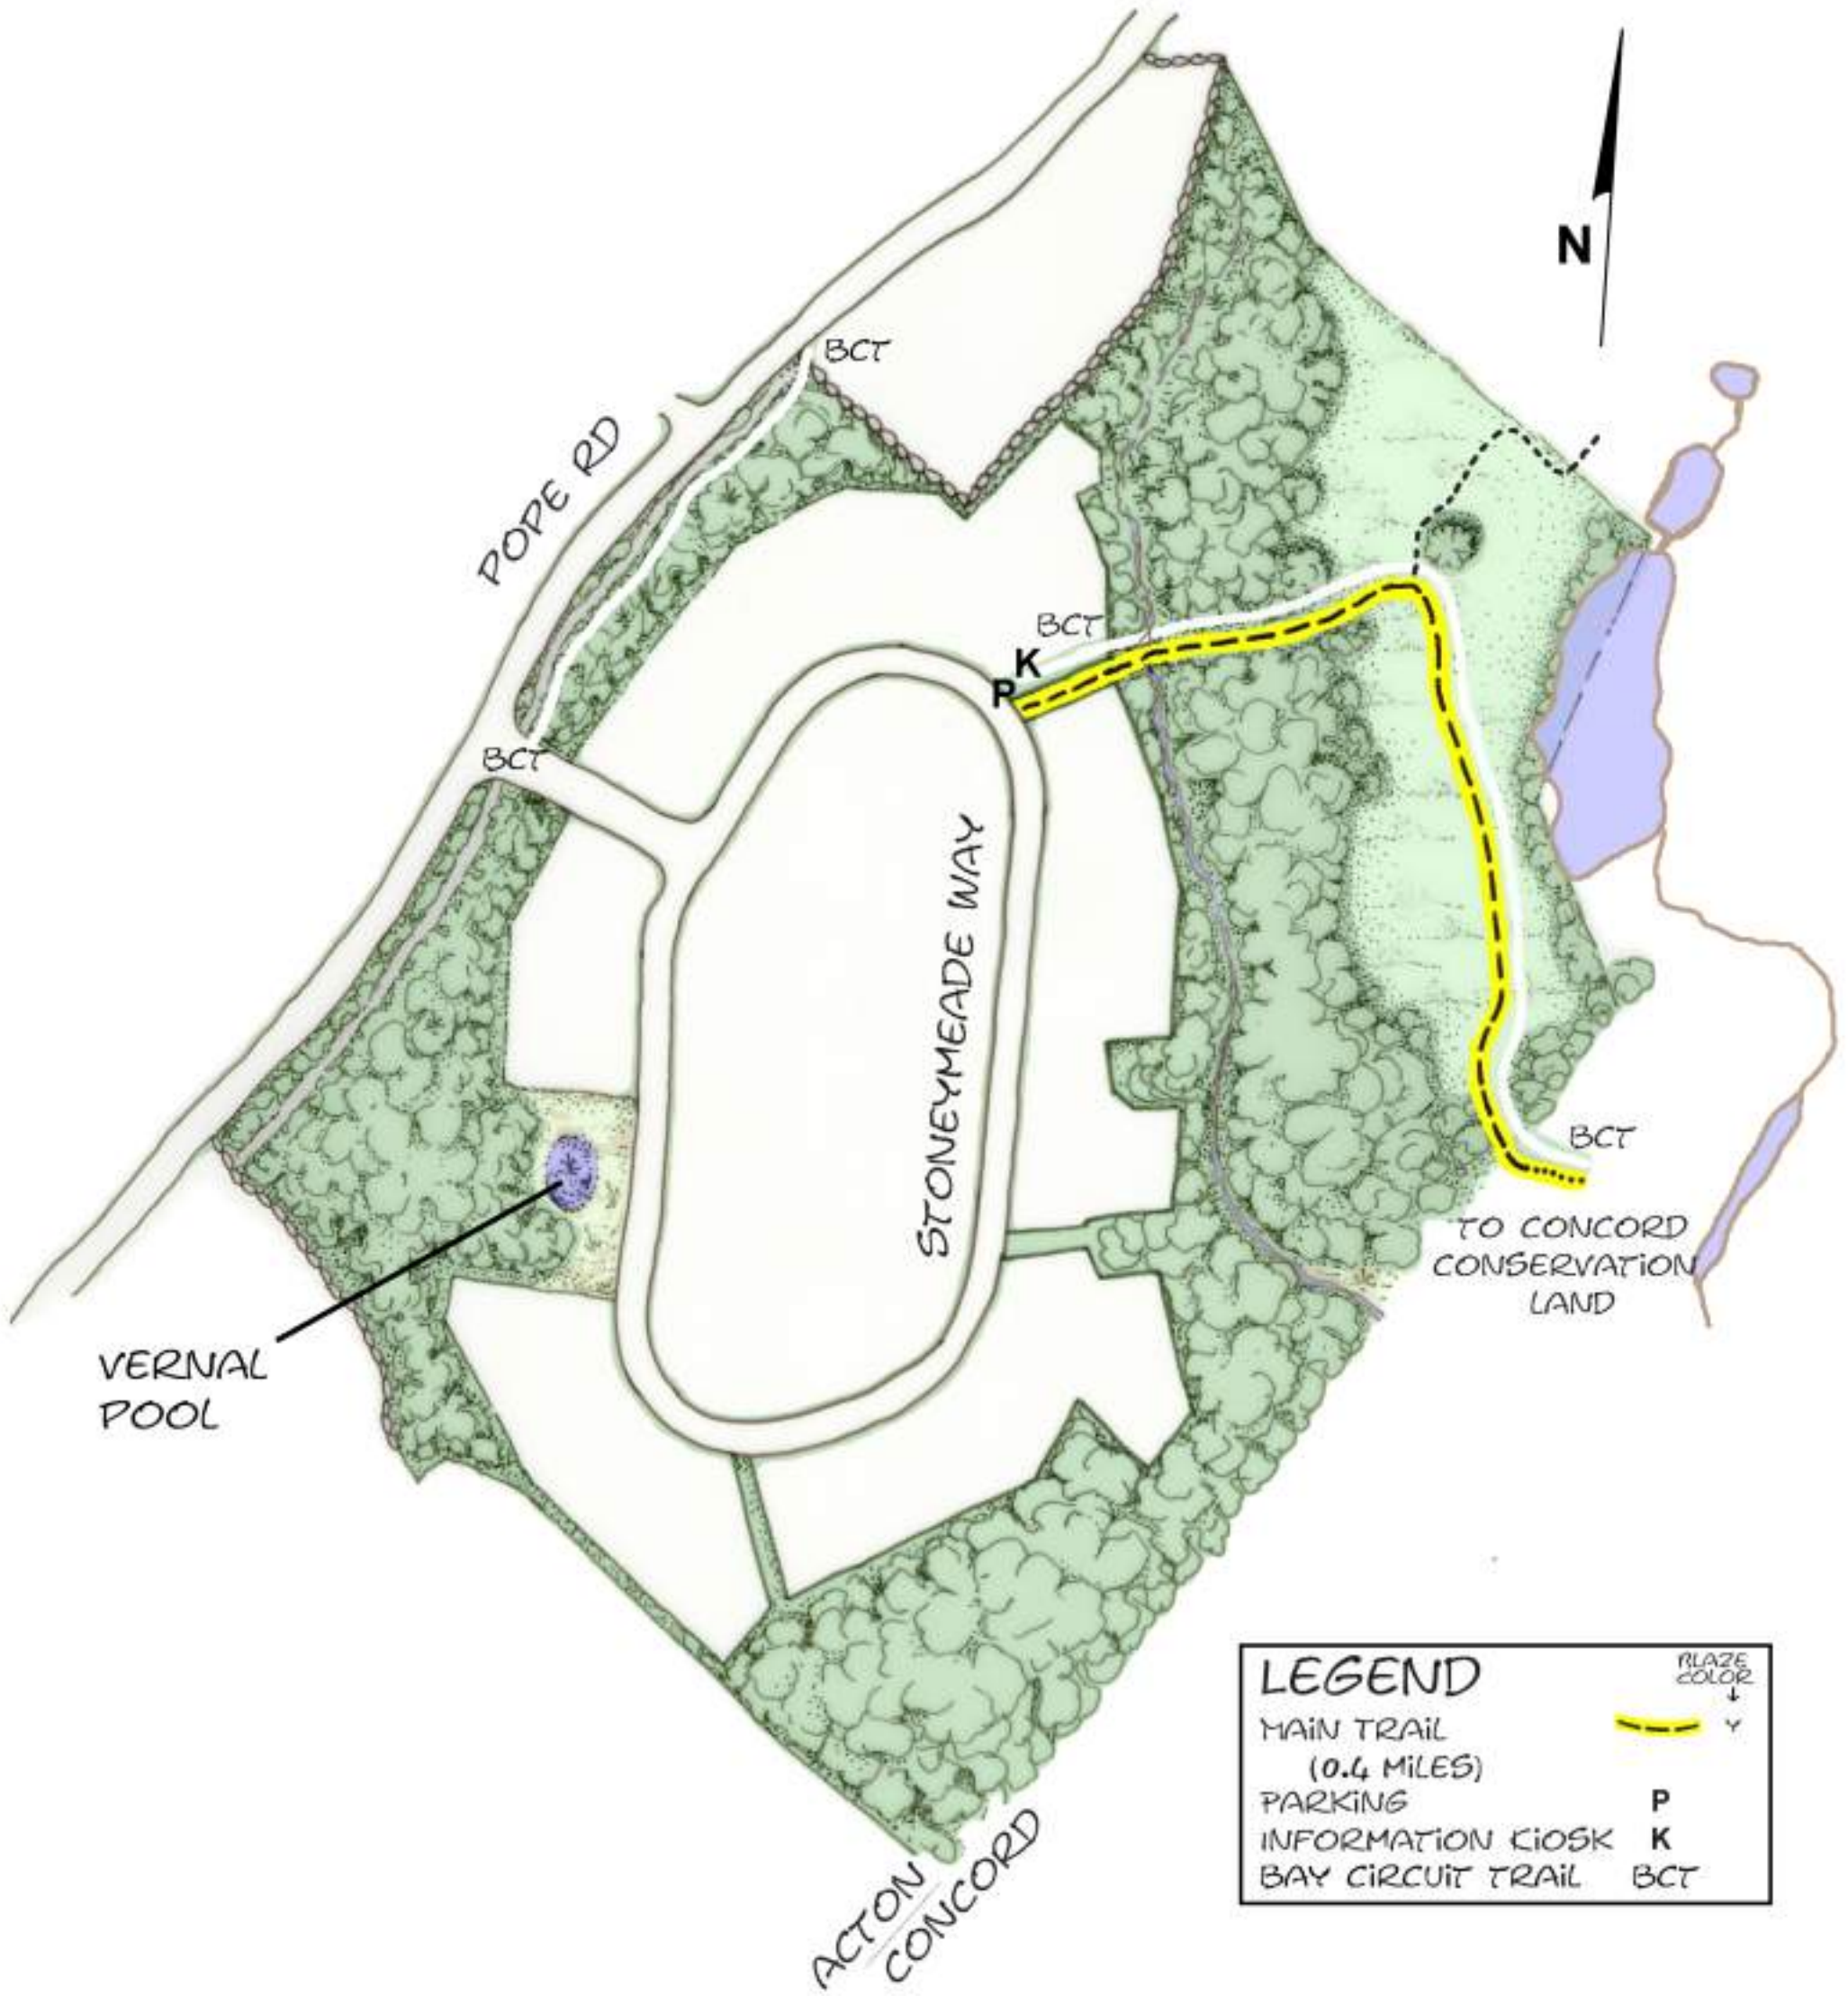 N
BCT
POPE RD
BCT
K
P
BCT
STONEYMEADE WAY
BCT
TO CONCORD
CONSERVATION
LAND
VERNAL
POOL
ACTON
CONCORD
LEGEND
BLAZE
COLOR
MAIN TRAIL
Y
(0.4 MILES)
PARKING P
INFORMATION KIOSK K
BAY CIRCUIT TRAIL BCT